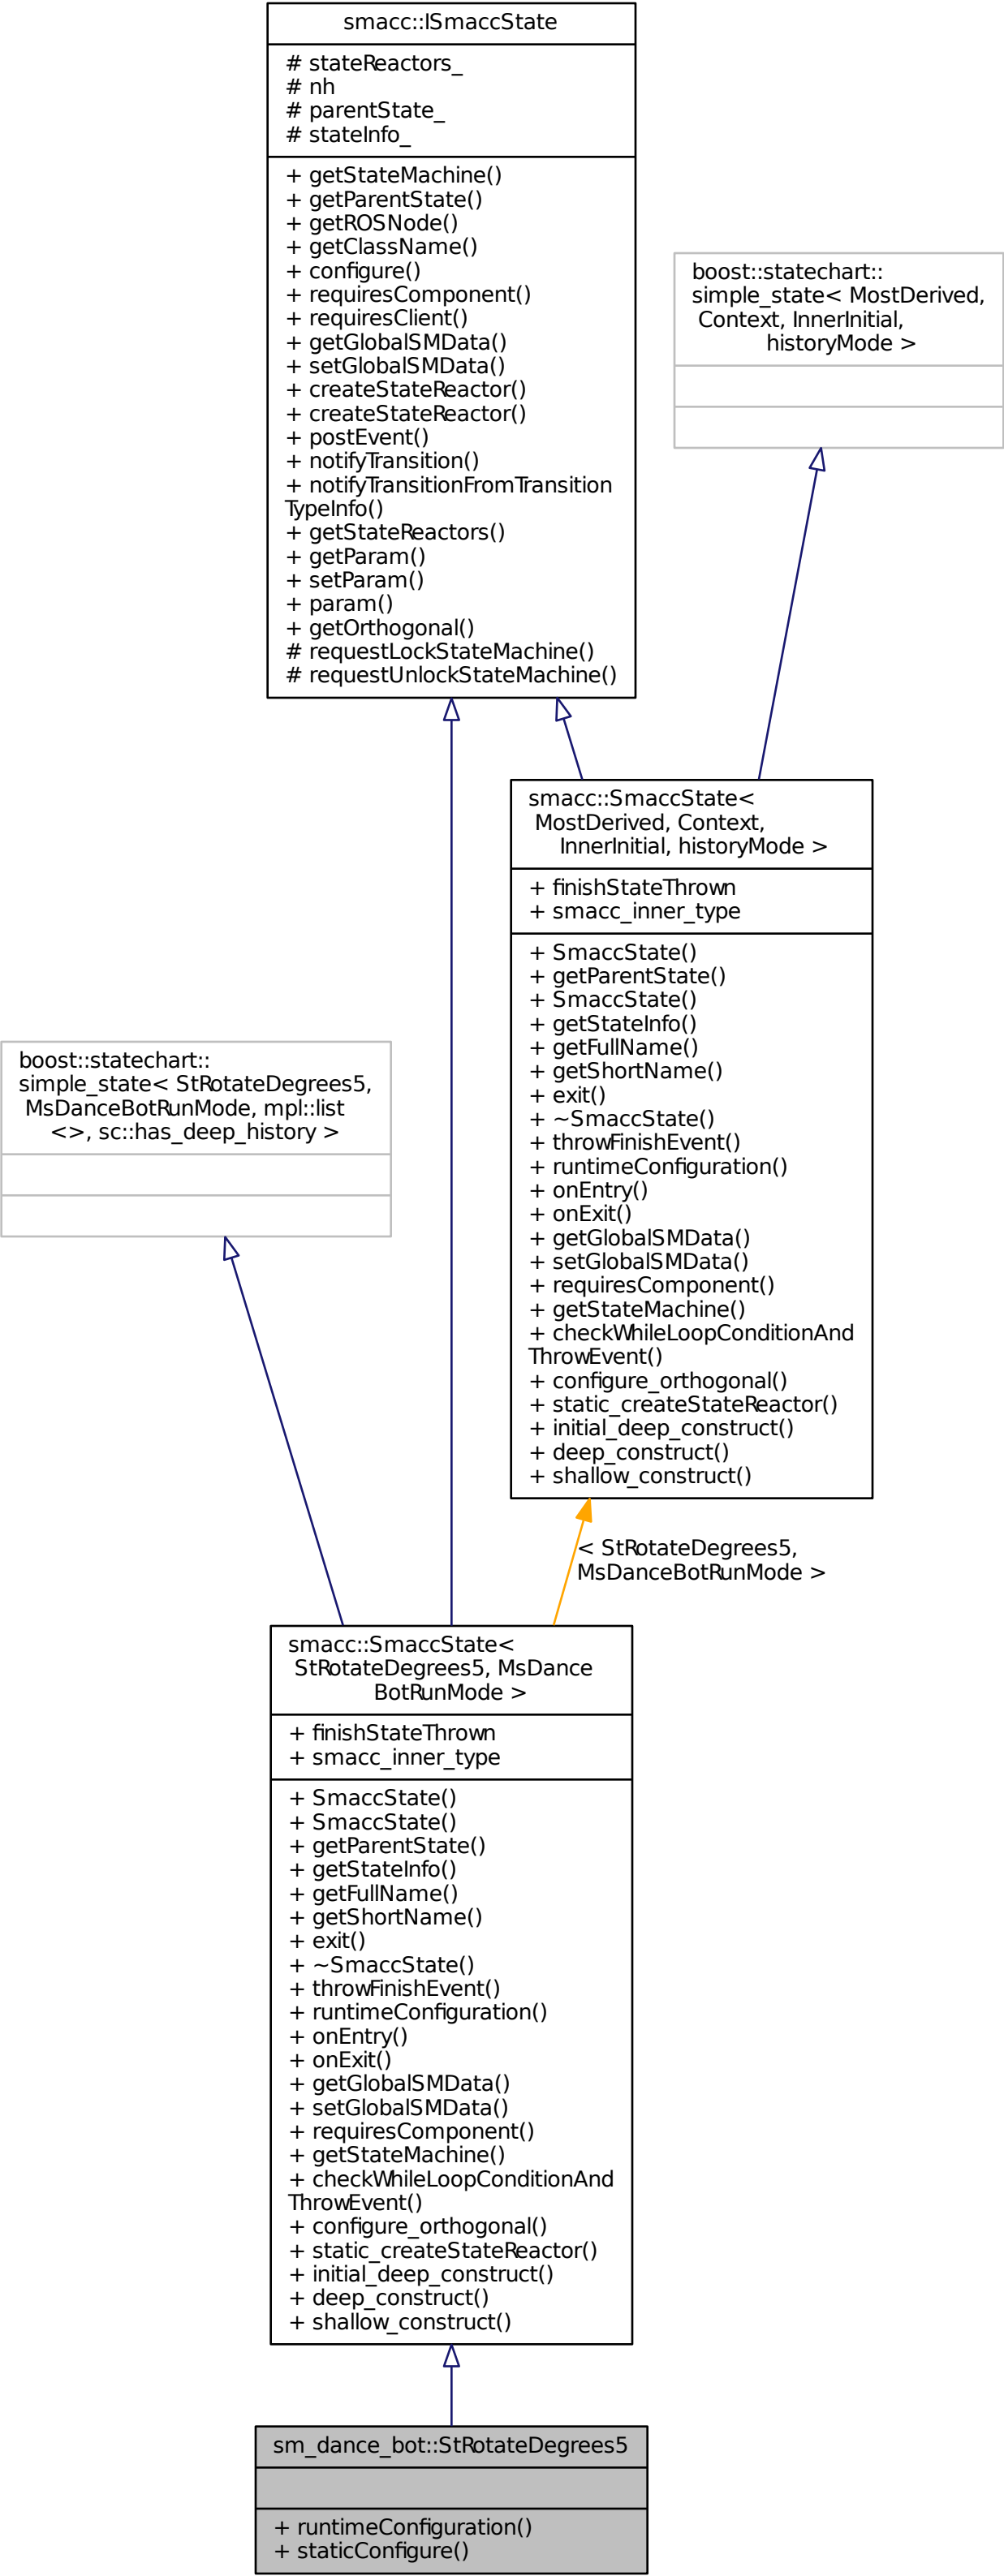 smacc::ISmaccState
# stateReactors_
# nh
# parentState_
# stateInfo_
+ getStateMachine()
+ getParentState()
+ getROSNode()
+ getClassName()
+ configure()
+ requiresComponent()
+ requiresClient()
+ getGlobalSMData()
+ setGlobalSMData()
+ createStateReactor()
+ createStateReactor()
+ postEvent()
+ notifyTransition()
+ notifyTransitionFromTransition
TypeInfo()
+ getStateReactors()
+ getParam()
+ setParam()
+ param()
+ getOrthogonal()
# requestLockStateMachine()
# requestUnlockStateMachine()
boost::statechart::
simple_state< MostDerived,
Context, InnerInitial,
historyMode >
smacc::SmaccState<
MostDerived, Context,
InnerInitial, historyMode >
+ finishStateThrown
+ smacc_inner_type
+ SmaccState()
+ getParentState()
+ SmaccState()
+ getStateInfo()
+ getFullName()
+ getShortName()
+ exit()
+ ~SmaccState()
+ throwFinishEvent()
+ runtimeConfiguration()
+ onEntry()
+ onExit()
+ getGlobalSMData()
+ setGlobalSMData()
+ requiresComponent()
+ getStateMachine()
+ checkWhileLoopConditionAnd
ThrowEvent()
+ configure_orthogonal()
+ static_createStateReactor()
+ initial_deep_construct()
+ deep_construct()
+ shallow_construct()
boost::statechart::
simple_state< StRotateDegrees5,
MsDanceBotRunMode, mpl::list
<>, sc::has_deep_history >
< StRotateDegrees5,
MsDanceBotRunMode >
smacc::SmaccState<
StRotateDegrees5, MsDance
BotRunMode >
+ finishStateThrown
+ smacc_inner_type
+ SmaccState()
+ SmaccState()
+ getParentState()
+ getStateInfo()
+ getFullName()
+ getShortName()
+ exit()
+ ~SmaccState()
+ throwFinishEvent()
+ runtimeConfiguration()
+ onEntry()
+ onExit()
+ getGlobalSMData()
+ setGlobalSMData()
+ requiresComponent()
+ getStateMachine()
+ checkWhileLoopConditionAnd
ThrowEvent()
+ configure_orthogonal()
+ static_createStateReactor()
+ initial_deep_construct()
+ deep_construct()
+ shallow_construct()
sm_dance_bot::StRotateDegrees5
+ runtimeConfiguration()
+ staticConfigure()